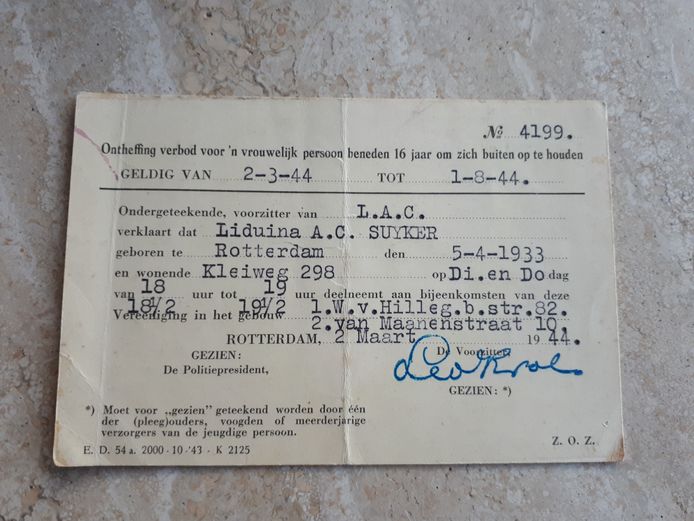 № 4199.
Ontheffing verbod voor 'n vrouwelijk persoon beneden 16 jaar om zich buiten op te houden
GELDIG VAN 2-3-44 TOT 1-8-44.
Ondergeteekende, voorzitter van L.A.C.
verklaart dat Liduina A.C. SUYKER
geboren te Rotterdam den 5-4-1933
en wonende Kleiweg 298 op Di.en Do dag
van 18 uur tot 19 uur deelneemt aan bijeenkomsten van deze
18½ 19½ 1.W.v.Hilleg.b.str.82.
Vereeniging in het gebouw 2.van Maanenstraat 10.
ROTTERDAM, 2 Maart 1944.
GEZIEN: De Voorzitter,
De Politiepresident, Leo Krol
GEZIEN: *)
*) Moet voor „gezien" geteekend worden door één
der (pleeg)ouders, voogden of meerderjarige
verzorgers van de jeugdige persoon.
E. D. 54 a. 2000 - 10 - '43 - K 2125 Z. O. Z.